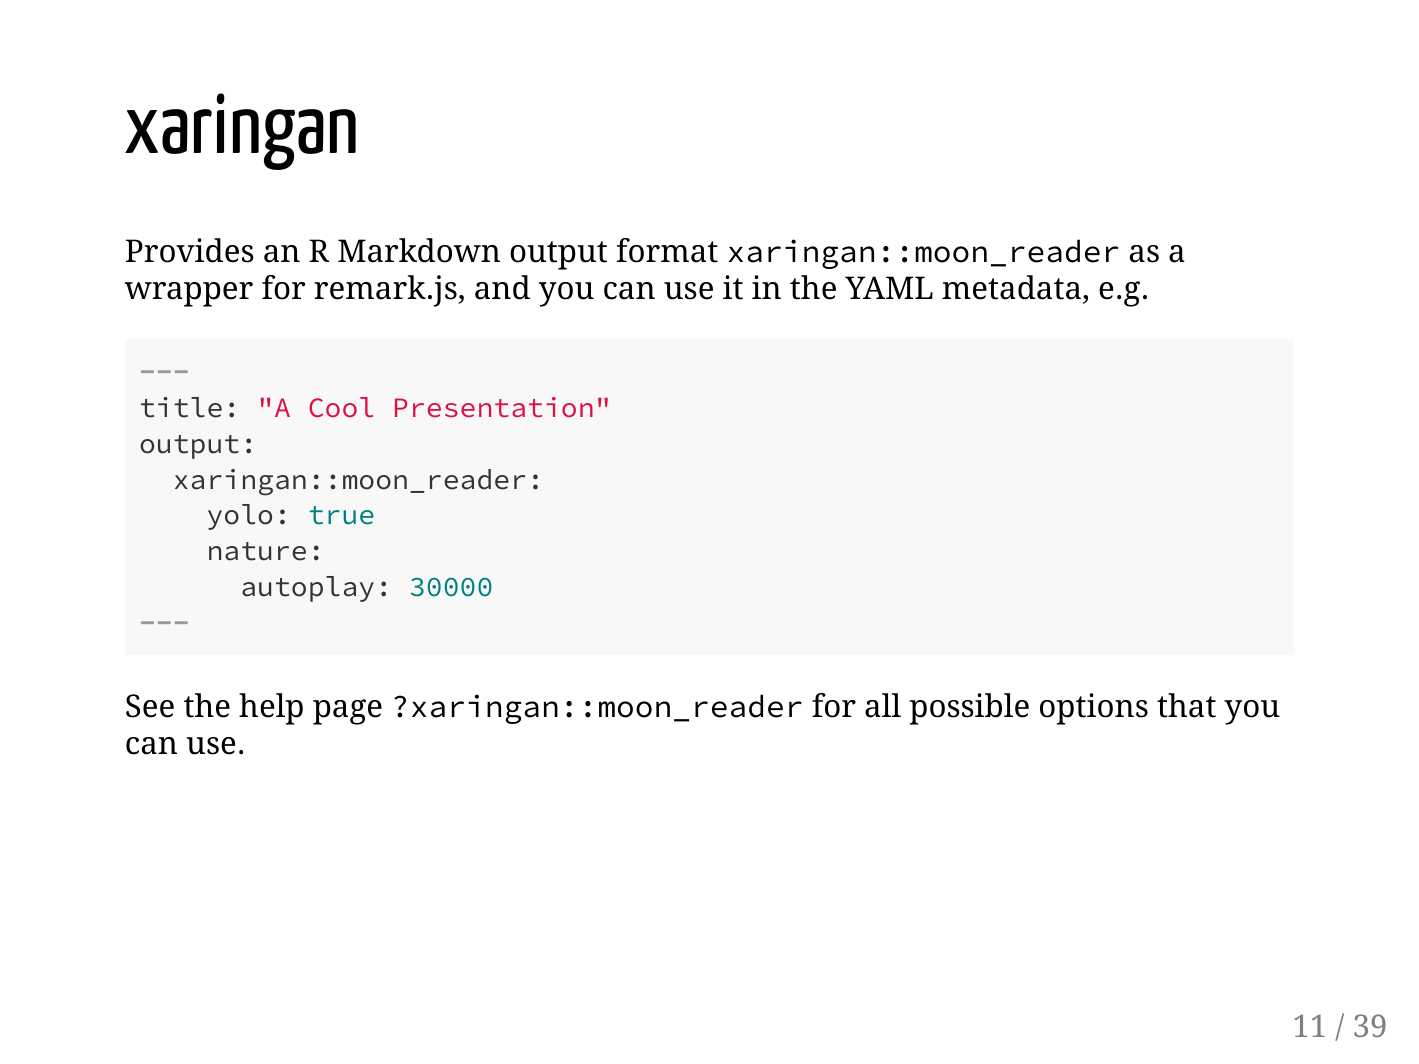 xaringan
Provides an R Markdown output format xaringan::moon_reader as a
wrapper for remark.js, and you can use it in the YAML metadata, e.g.
---
title: "A Cool Presentation"
output:
  xaringan::moon_reader:
    yolo: true
    nature:
      autoplay: 30000
---
See the help page ?xaringan::moon_reader for all possible options that you
can use.
11 / 39